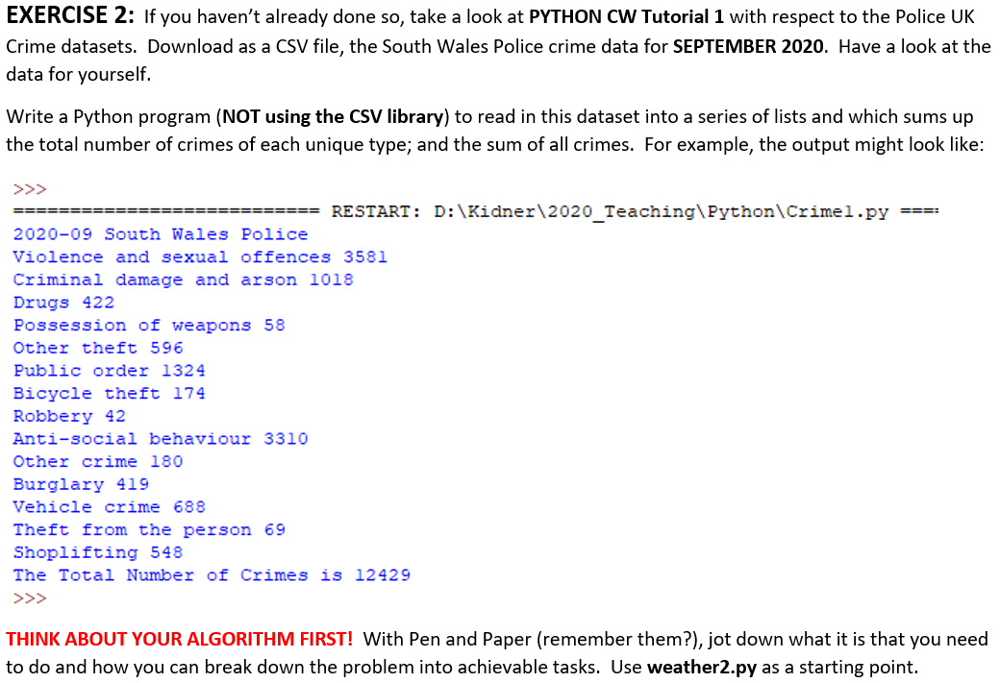 EXERCISE 2: If you haven’t already done so, take a look at PYTHON CW Tutorial 1 with respect to the Police UK
Crime datasets. Download as a CSV file, the South Wales Police crime data for SEPTEMBER 2020. Have a look at the
data for yourself.
Write a Python program (NOT using the CSV library) to read in this dataset into a series of lists and which sums up
the total number of crimes of each unique type; and the sum of all crimes. For example, the output might look like:
>>>
=========================== RESTART: D:\Kidner\2020_Teaching\Python\Crime1.py ====
2020-09 South Wales Police
Violence and sexual offences 3581
Criminal damage and arson 1018
Drugs 422
Possession of weapons 58
Other theft 596
Public order 1324
Bicycle theft 174
Robbery 42
Anti-social behaviour 3310
Other crime 180
Burglary 419
Vehicle crime 688
Theft from the person 69
Shoplifting 548
The Total Number of Crimes is 12429
>>>
THINK ABOUT YOUR ALGORITHM FIRST! With Pen and Paper (remember them?), jot down what it is that you need
to do and how you can break down the problem into achievable tasks. Use weather2.py as a starting point.